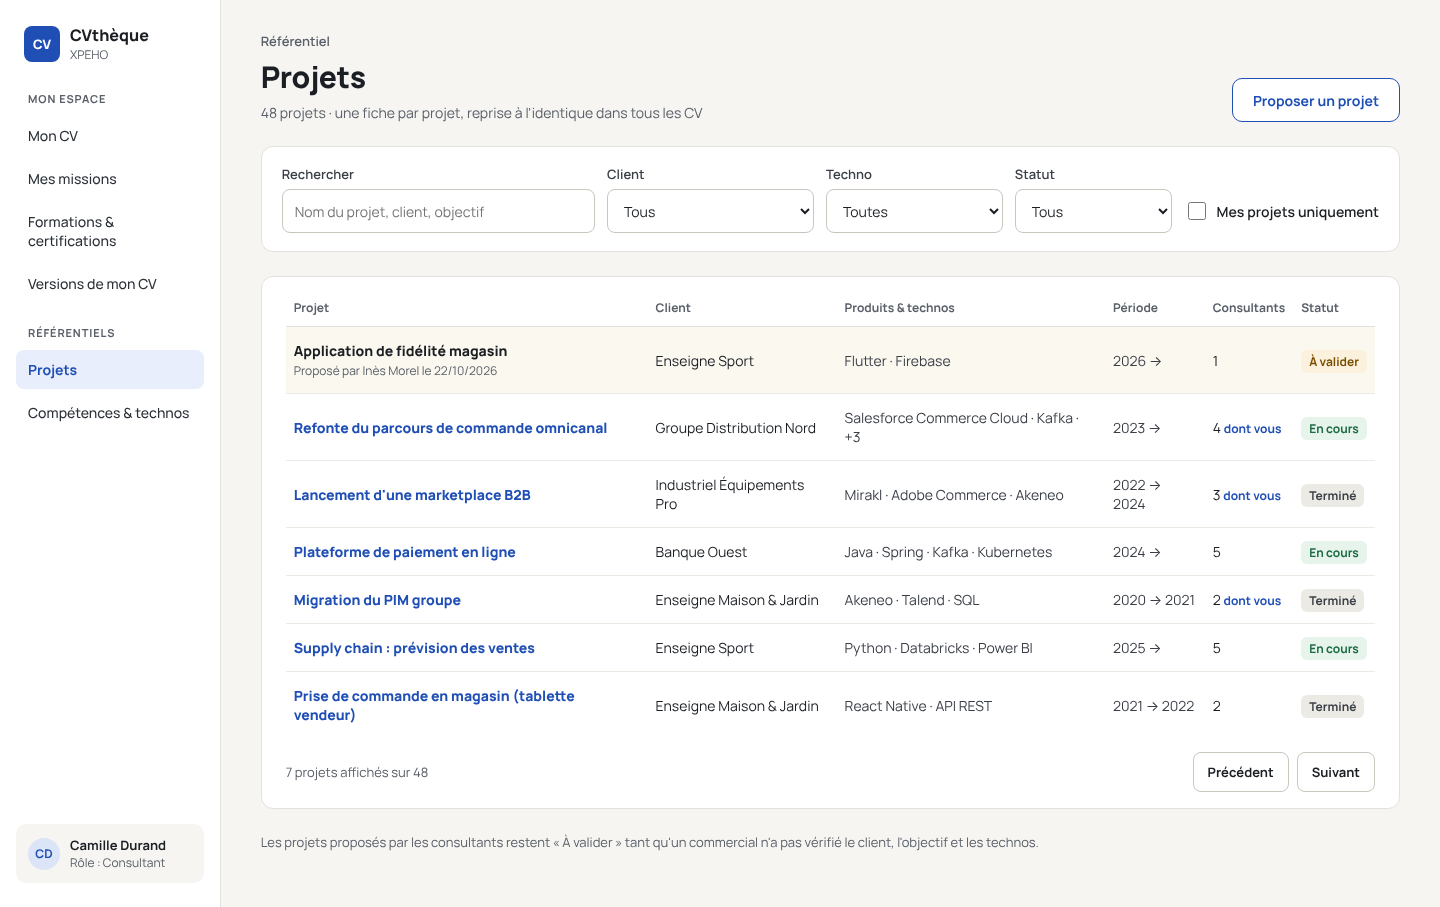 CV
CVthèque
XPEHO
MON ESPACE
Mon CV
Mes missions
Formations &
certifications
Versions de mon CV
RÉFÉRENTIELS
Projets
Compétences & technos
CD
Camille Durand
Rôle : Consultant
Référentiel
Projets
48 projets · une fiche par projet, reprise à l'identique dans tous les CV
Proposer un projet
Rechercher
Nom du projet, client, objectif
Client
Tous
Techno
Toutes
Statut
Tous
Mes projets uniquement
Projet Client Produits & technos Période Consultants Statut
Application de fidélité magasin
Proposé par Inès Morel le 22/10/2026
Enseigne Sport
Flutter · Firebase
2026 →
1
À valider
Refonte du parcours de commande omnicanal
Groupe Distribution Nord
Salesforce Commerce Cloud · Kafka ·
+3
2023 →
4 dont vous
En cours
Lancement d'une marketplace B2B
Industriel Équipements
Pro
Mirakl · Adobe Commerce · Akeneo
2022 →
2024
3 dont vous
Terminé
Plateforme de paiement en ligne
Banque Ouest
Java · Spring · Kafka · Kubernetes
2024 →
5
En cours
Migration du PIM groupe
Enseigne Maison & Jardin
Akeneo · Talend · SQL
2020 → 2021
2 dont vous
Terminé
Supply chain : prévision des ventes
Enseigne Sport
Python · Databricks · Power BI
2025 →
5
En cours
Prise de commande en magasin (tablette
vendeur)
Enseigne Maison & Jardin
React Native · API REST
2021 → 2022
2
Terminé
7 projets affichés sur 48
Précédent
Suivant
Les projets proposés par les consultants restent « À valider » tant qu'un commercial n'a pas vérifié le client, l'objectif et les technos.